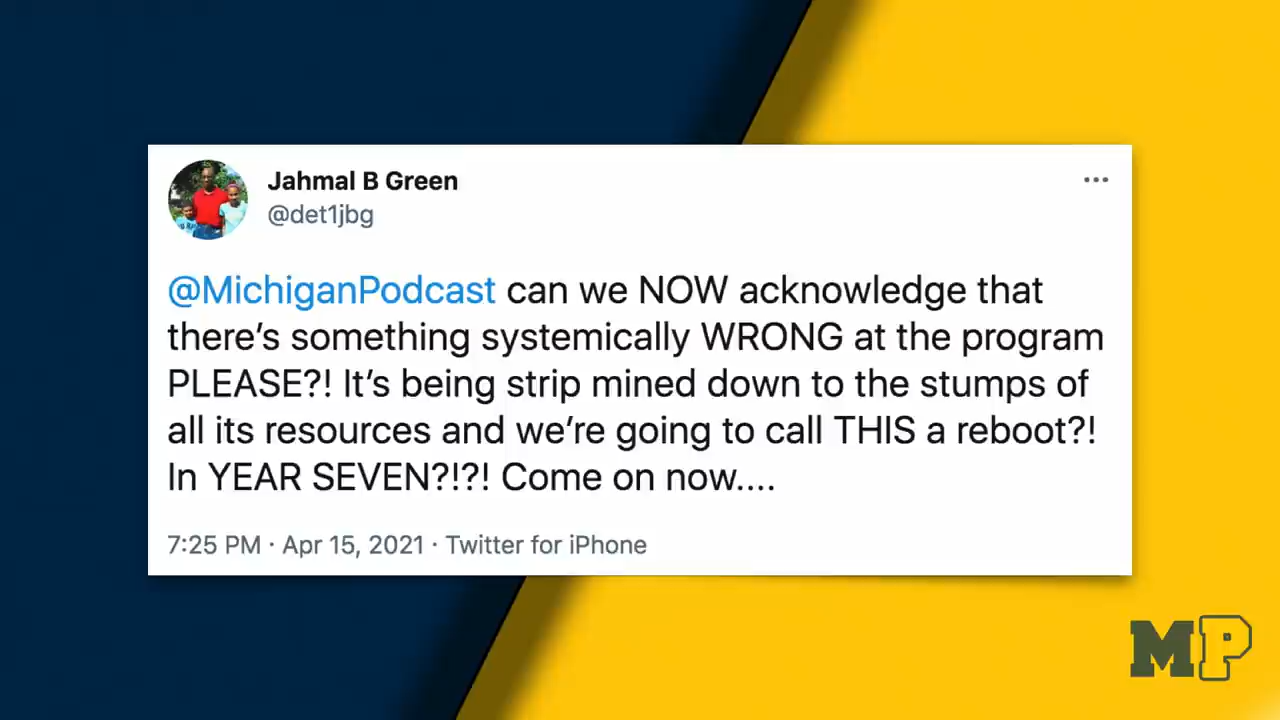 Jahmal B Green
@det1jbg
@MichiganPodcast can we NOW acknowledge that
there's something systemically WRONG at the program
PLEASE?! It's being strip mined down to the stumps of
all its resources and we're going to call THIS a reboot?!
In YEAR SEVEN?!?! Come on now....
7:25 PM · Apr 15, 2021 · Twitter for iPhone
MP